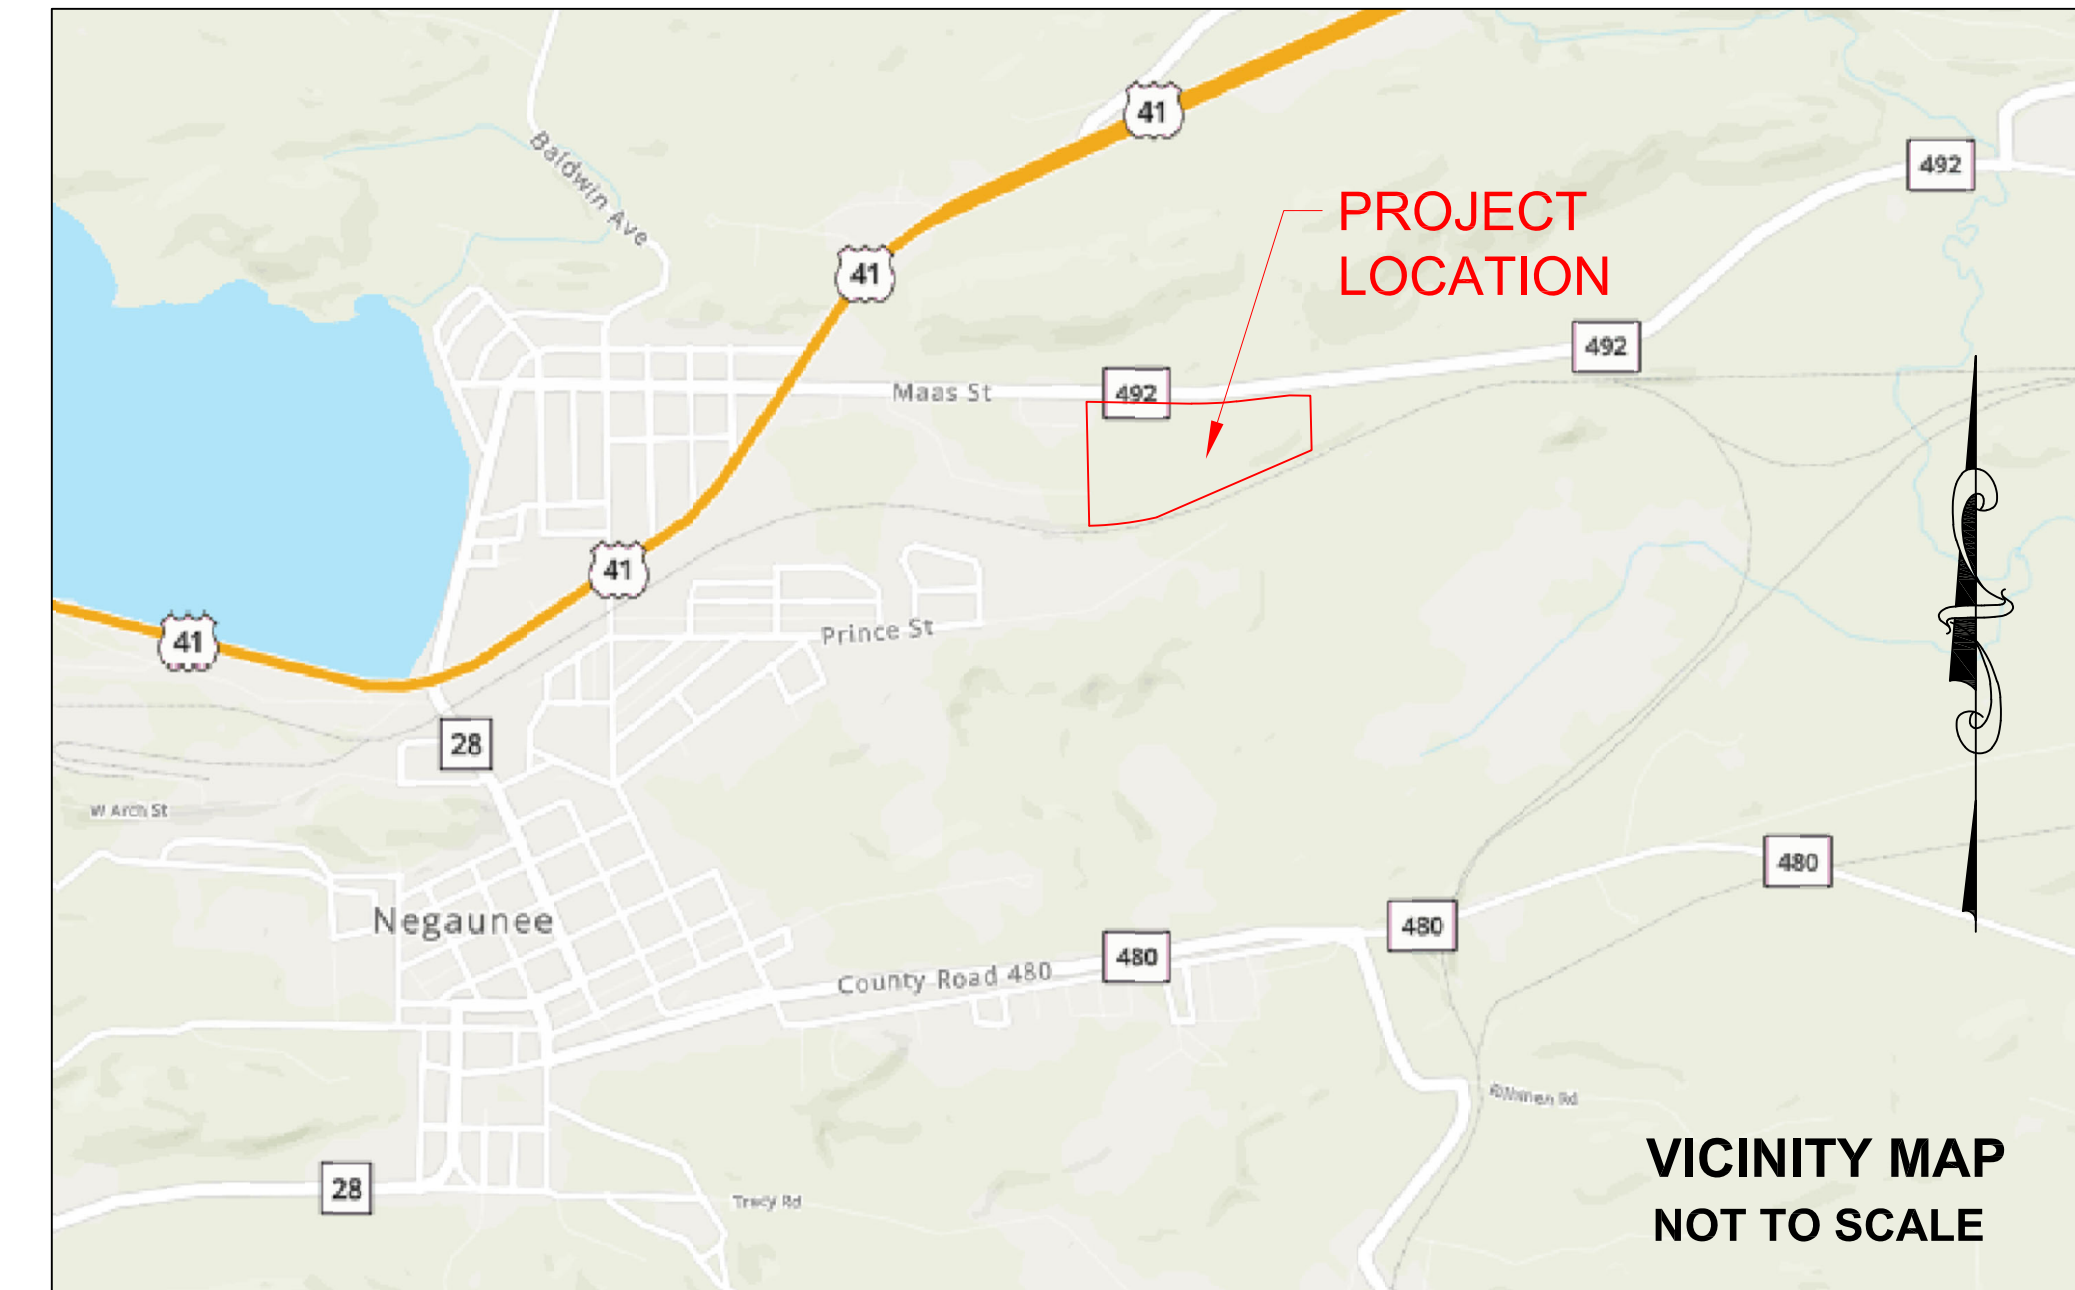 41
492
Baldwin Ave
PROJECT
LOCATION
41
492
Maas St
492
41
Prince St
41
28
W Arch St
480
Negaunee
480
480
County Road 480
VICINITY MAP
28
Tracy Rd
NOT TO SCALE